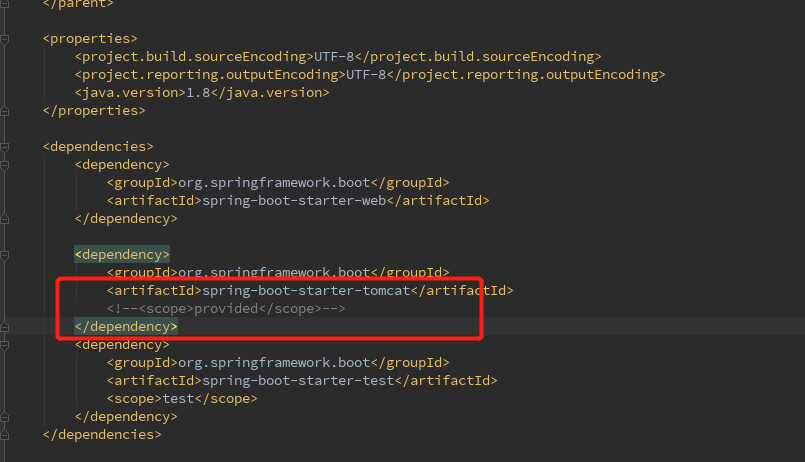 </parent>
<properties>
<project.build.sourceEncoding>UTF-8</project.build.sourceEncoding>
<project.reporting.outputEncoding>UTF-8</project.reporting.outputEncoding>
<java.version>1.8</java.version>
</properties>
<dependencies>
<dependency>
<groupId>org.springframework.boot</groupId>
<artifactId>spring-boot-starter-web</artifactId>
</dependency>
<dependency>
<groupId>org.springframework.boot</groupId>
<artifactId>spring-boot-starter-tomcat</artifactId>
<!--<scope>provided</scope>-->
</dependency>
<dependency>
<groupId>org.springframework.boot</groupId>
<artifactId>spring-boot-starter-test</artifactId>
<scope>test</scope>
</dependency>
</dependencies>